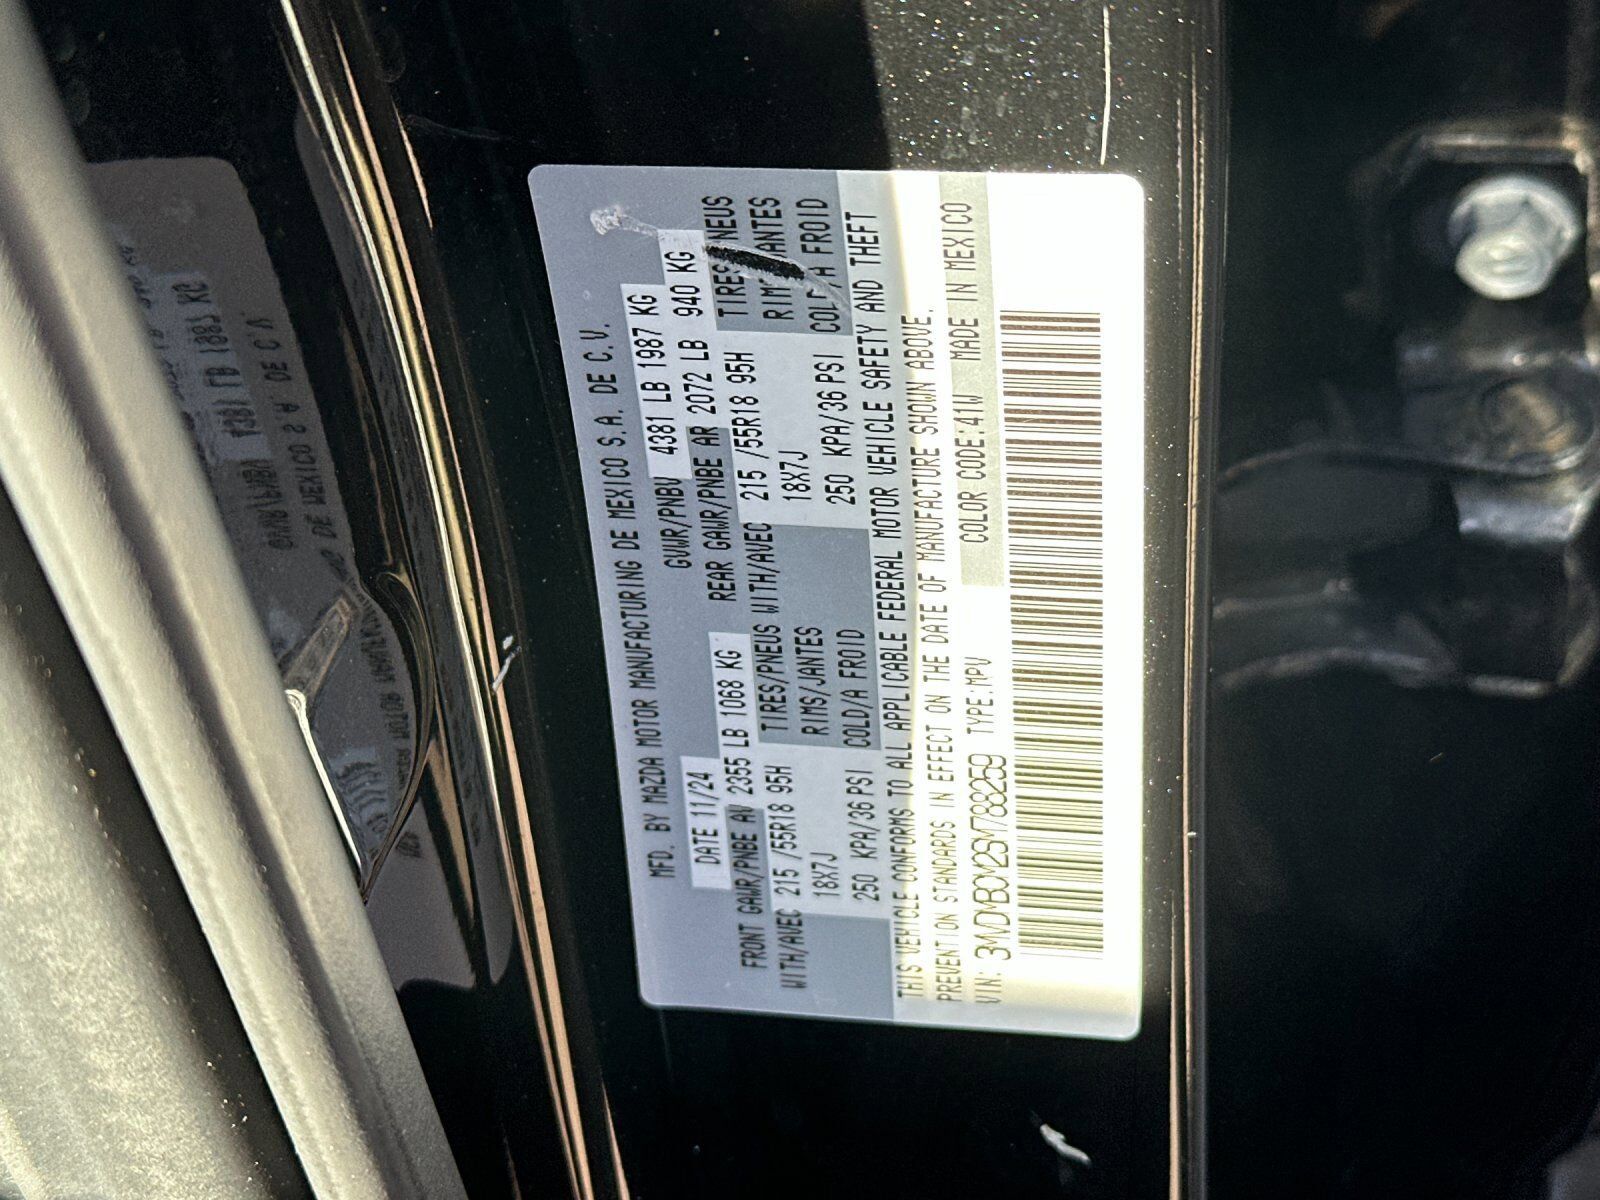 MFD. BY MAZDA MOTOR MANUFACTURING DE MEXICO S.A. DE C.V.
DATE 11/24 GVWR/PNBV 4381 LB 1987 KG
FRONT GAWR/PNBE AV 2355 LB 1068 KG REAR GAWR/PNBE AR 2072 LB 940 KG
WITH/AVEC 215 /55R18 95H TIRES/PNEUS WITH/AVEC 215 /55R18 95H TIRES/PNEUS
18X7J RIMS/JANTES 18X7J RIMS/JANTES
250 KPA/36 PSI COLD/A FROID 250 KPA/36 PSI COLD/A FROID
THIS VEHICLE CONFORMS TO ALL APPLICABLE FEDERAL MOTOR VEHICLE SAFETY AND THEFT
PREVENTION STANDARDS IN EFFECT ON THE DATE OF MANUFACTURE SHOWN ABOVE.
VIN: 3MVDMBCM2SM788259 TYPE:MPV COLOR CODE:41W MADE IN MEXICO